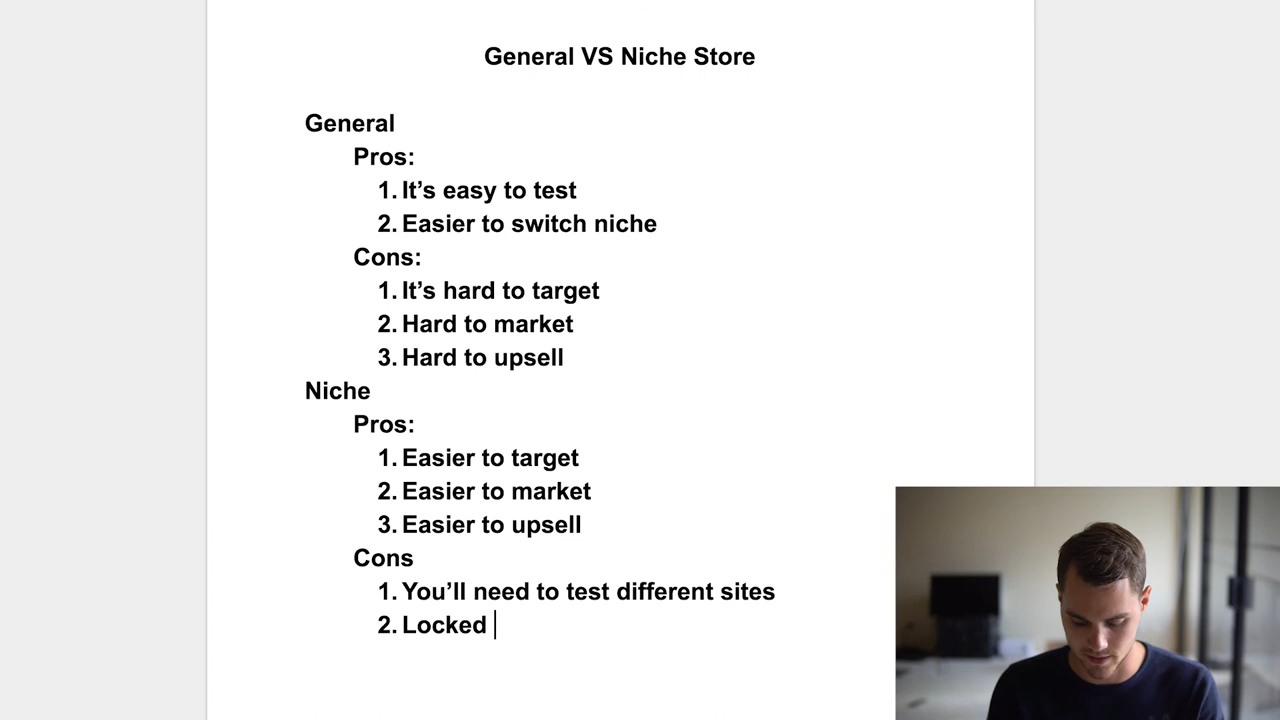 General VS Niche Store
General
Pros:
1. It’s easy to test
2. Easier to switch niche
Cons:
1. It’s hard to target
2. Hard to market
3. Hard to upsell
Niche
Pros:
1. Easier to target
2. Easier to market
3. Easier to upsell
Cons
1. You’ll need to test different sites
2. Locked